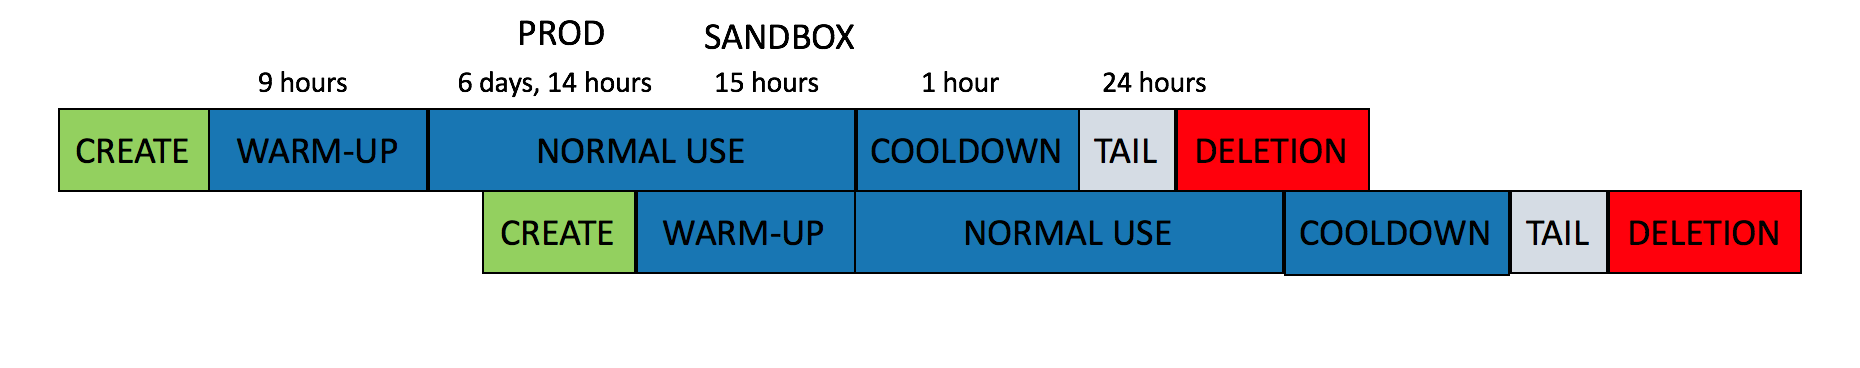 PROD SANDBOX
9 hours 6 days, 14 hours 15 hours 1 hour 24 hours
CREATE WARM-UP NORMAL USE COOLDOWN TAIL DELETION
CREATE WARM-UP NORMAL USE COOLDOWN TAIL DELETION